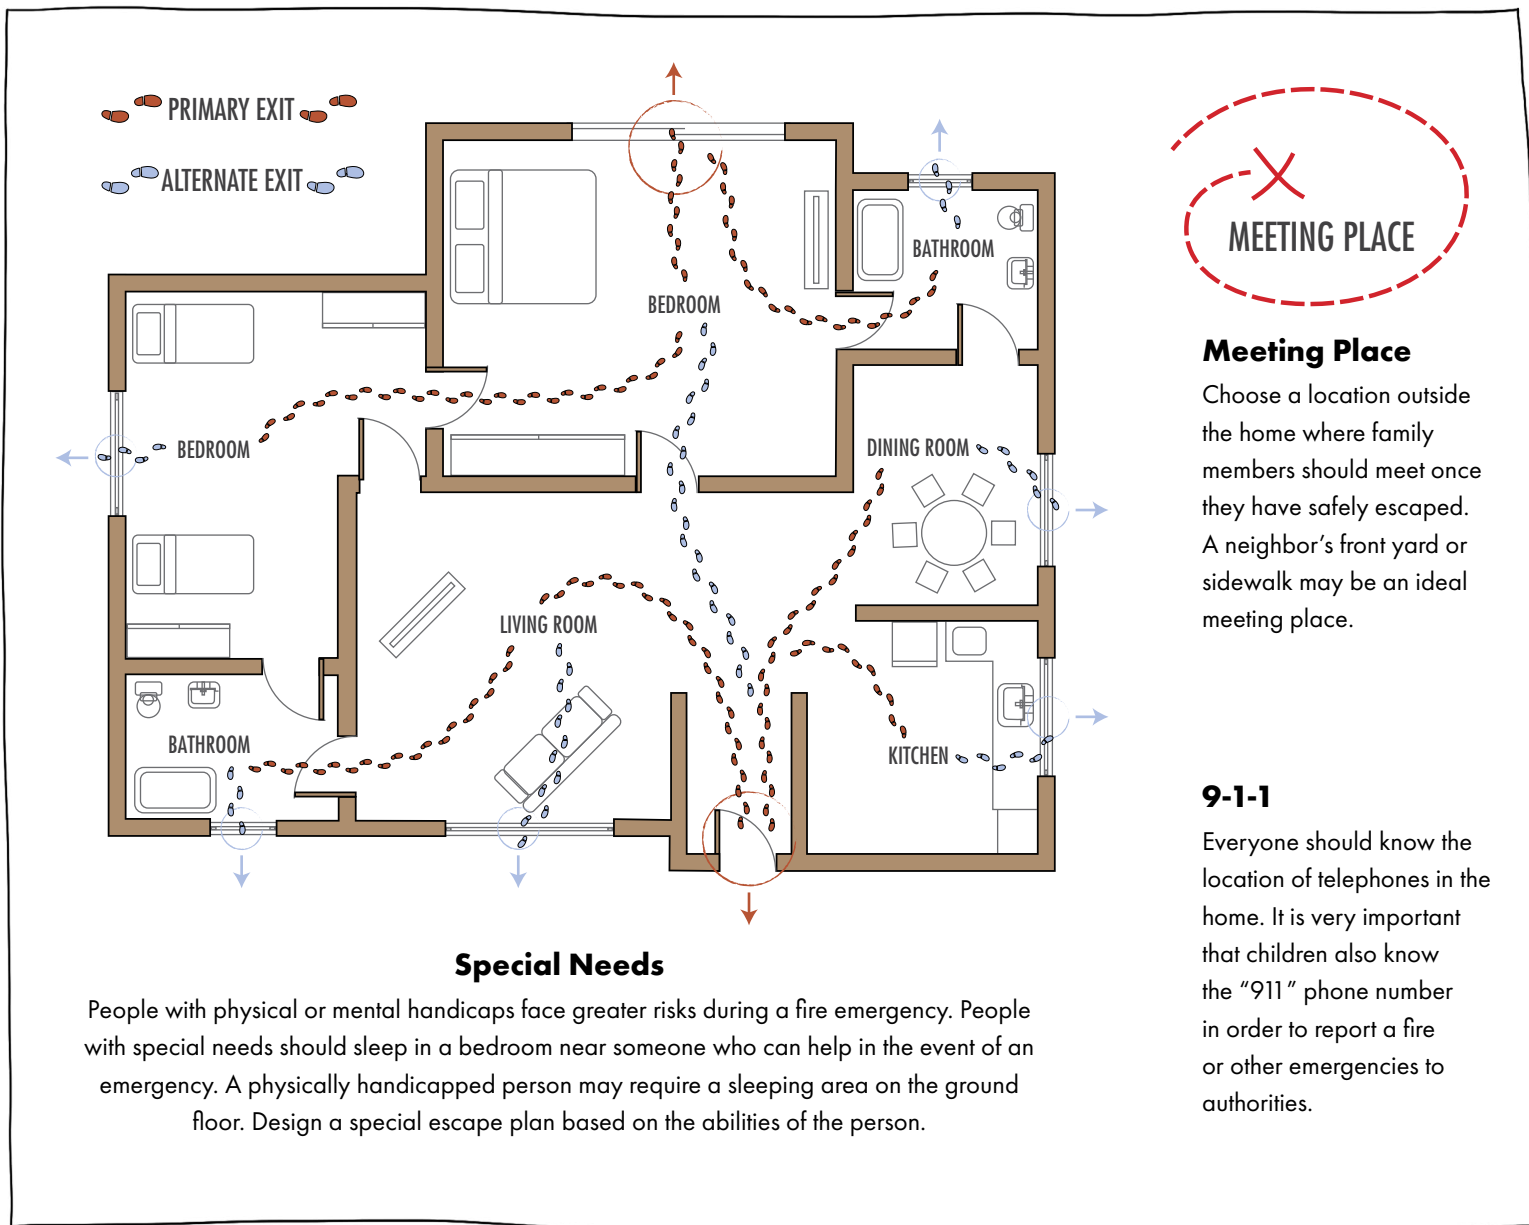 PRIMARY EXIT
ALTERNATE EXIT
MEETING PLACE
BATHROOM
BEDROOM
BEDROOM
DINING ROOM
LIVING ROOM
BATHROOM
KITCHEN
Meeting Place
Choose a location outside
the home where family
members should meet once
they have safely escaped.
A neighbor’s front yard or
sidewalk may be an ideal
meeting place.
9-1-1
Everyone should know the
location of telephones in the
home. It is very important
that children also know
the “911” phone number
in order to report a fire
or other emergencies to
authorities.
Special Needs
People with physical or mental handicaps face greater risks during a fire emergency. People
with special needs should sleep in a bedroom near someone who can help in the event of an
emergency. A physically handicapped person may require a sleeping area on the ground
floor. Design a special escape plan based on the abilities of the person.